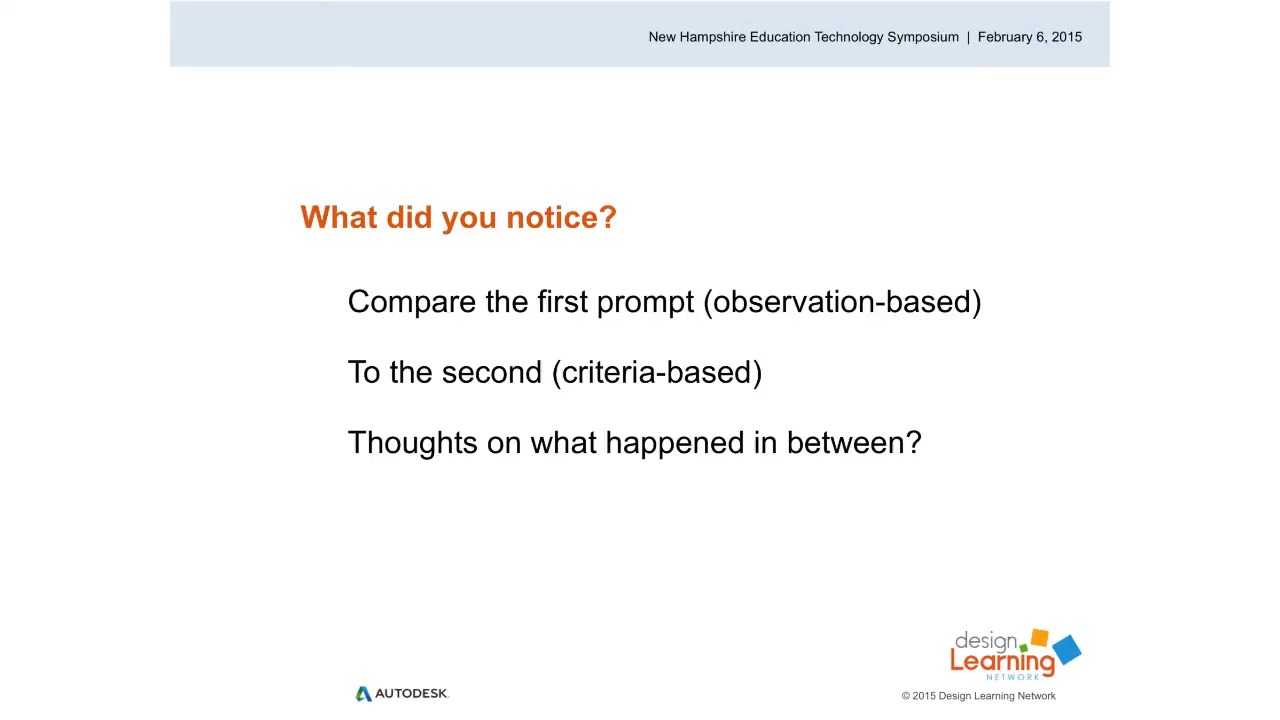 New Hampshire Education Technology Symposium | February 6, 2015
What did you notice?
Compare the first prompt (observation-based)
To the second (criteria-based)
Thoughts on what happened in between?
design
Learning
NETWORK
AUTODESK.
© 2015 Design Learning Network